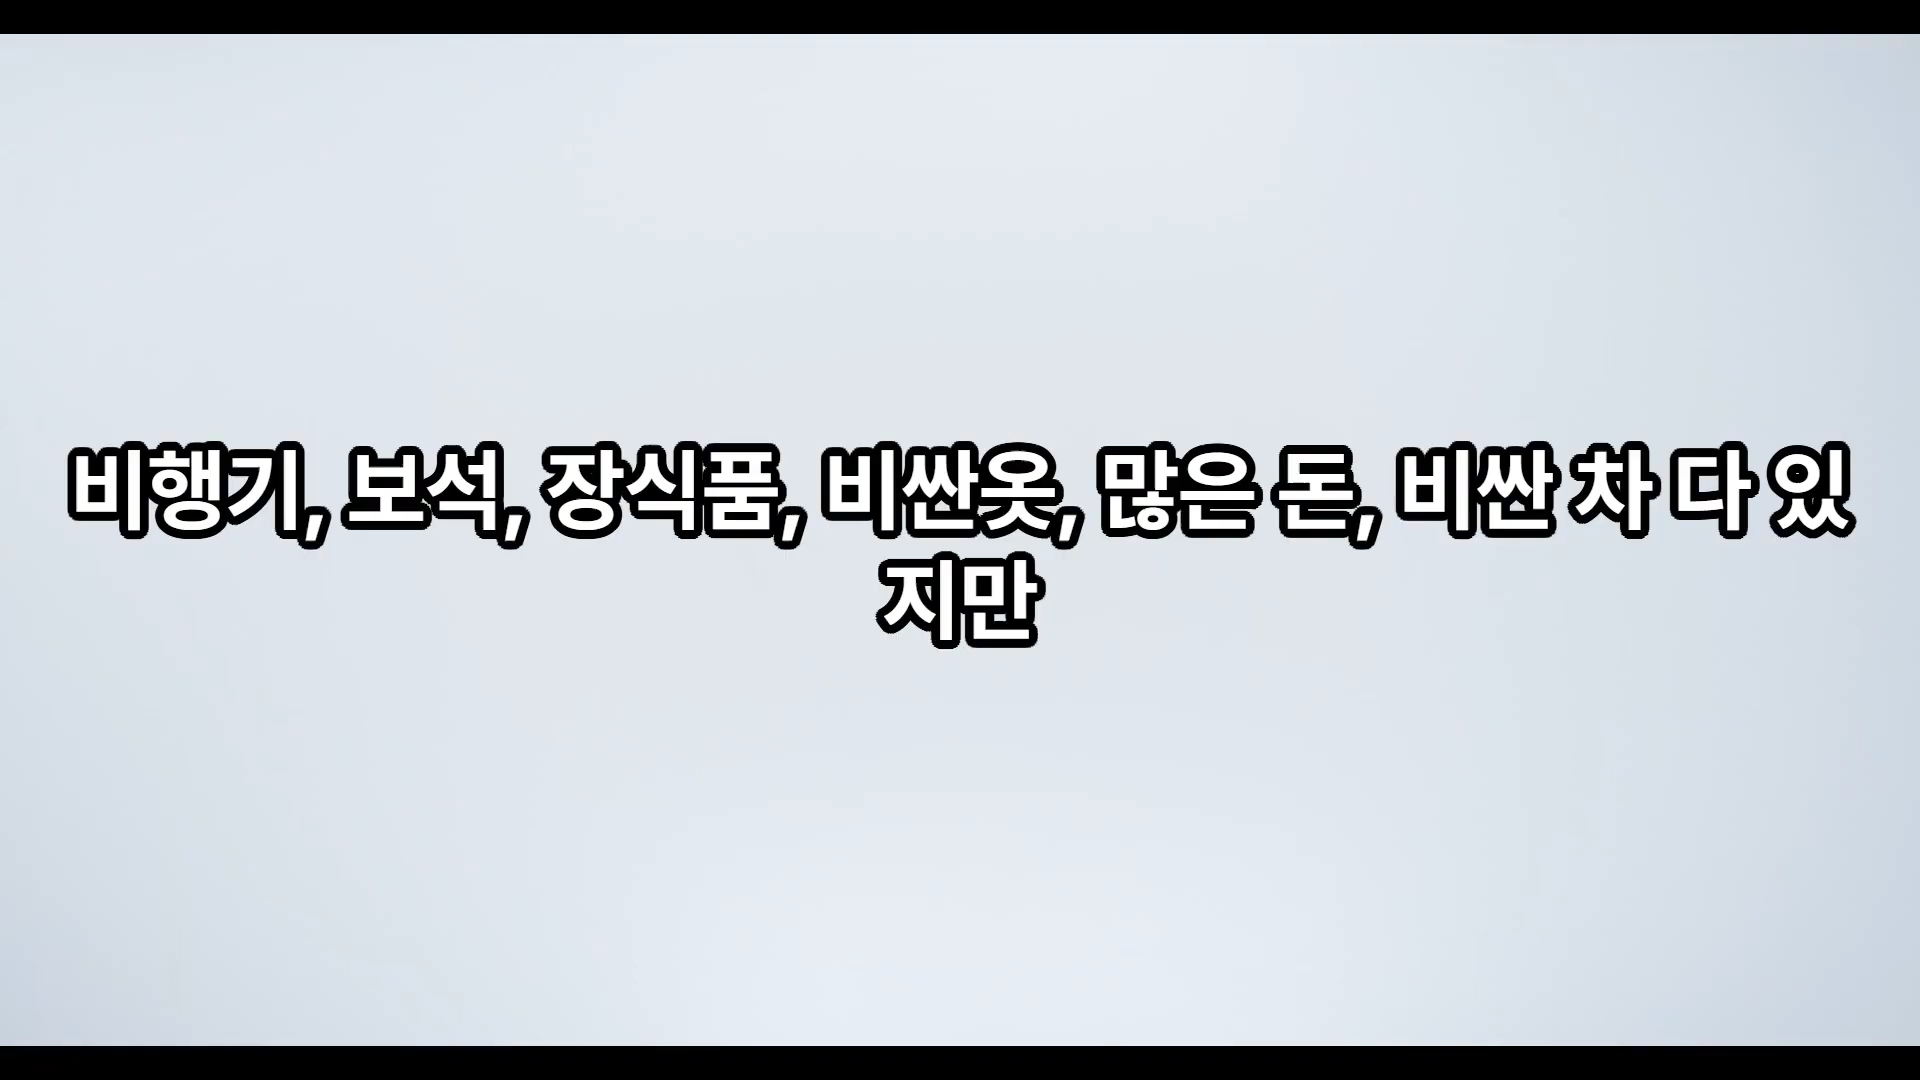 비행기, 보석, 장식품, 비싼옷, 많은 돈, 비싼 차 다 있
지만